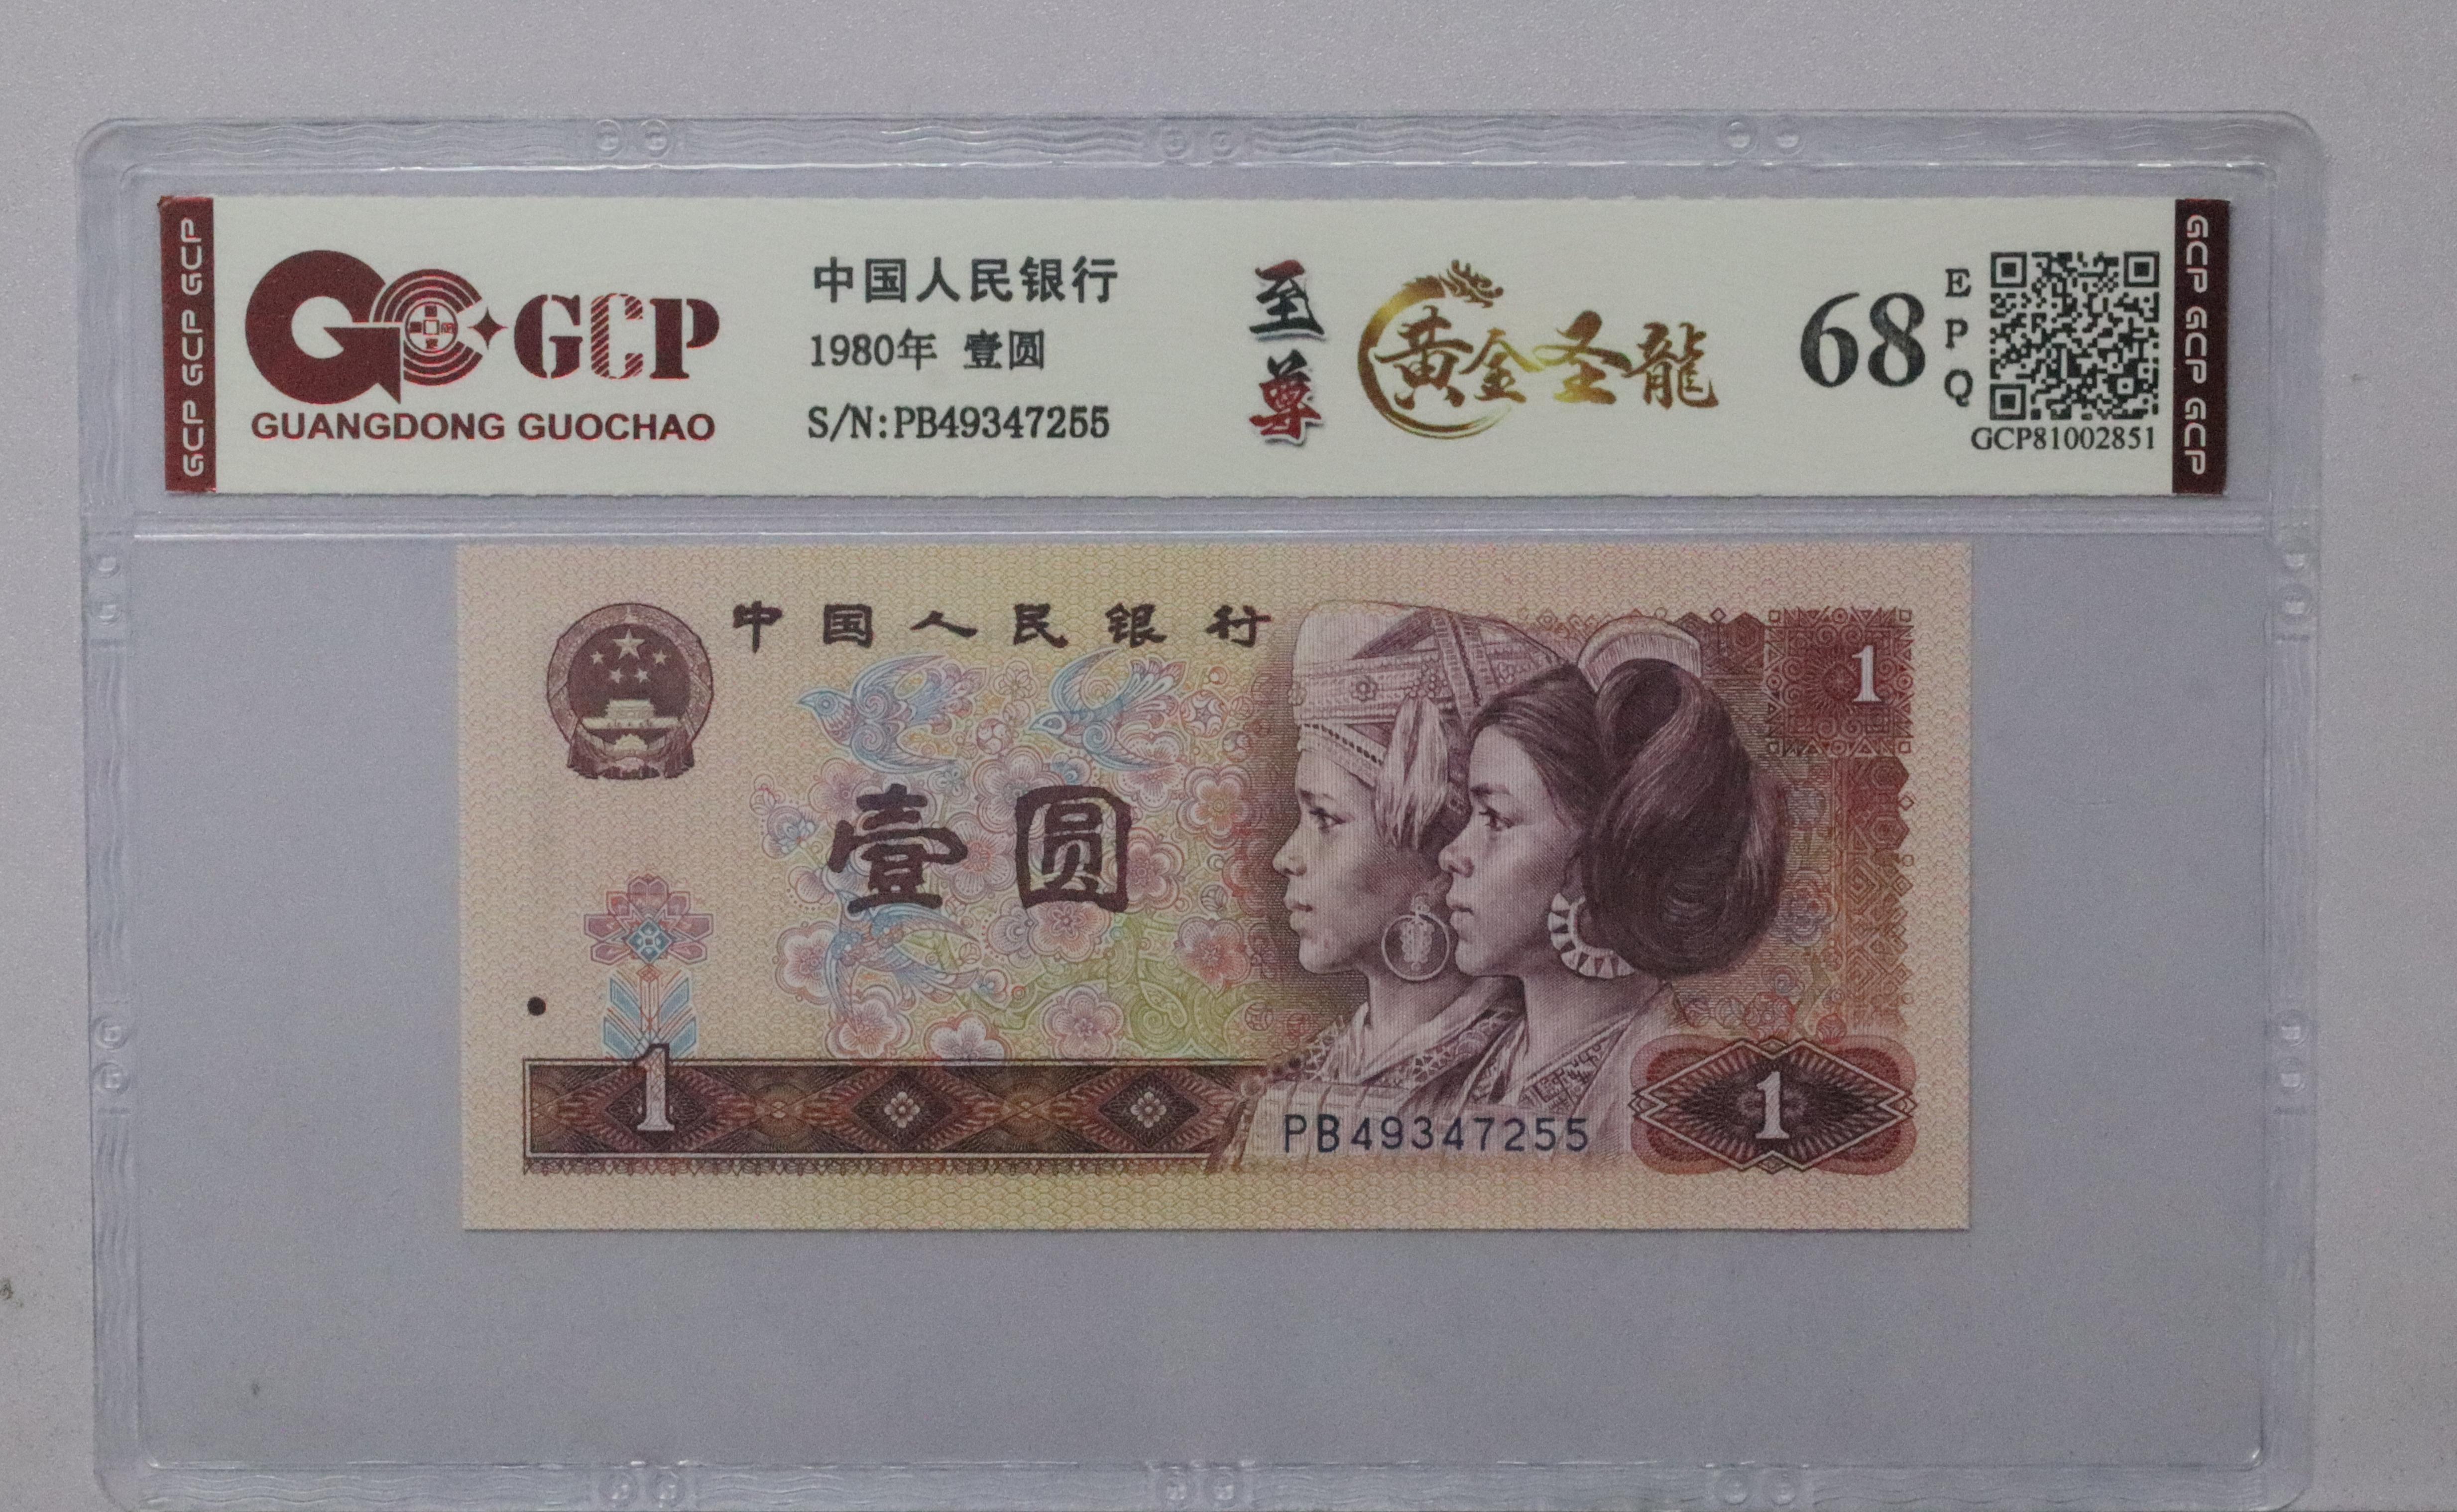 GCP GCP GCP
GCP
GUANGDONG GUOCHAO
中国人民银行
1980年 壹圆
S/N:PB49347255
至尊
黄金圣龍
68
EPQ
GCP81002851
GCP GCP GCP
中国人民银行
1
壹圆
1
PB49347255
1